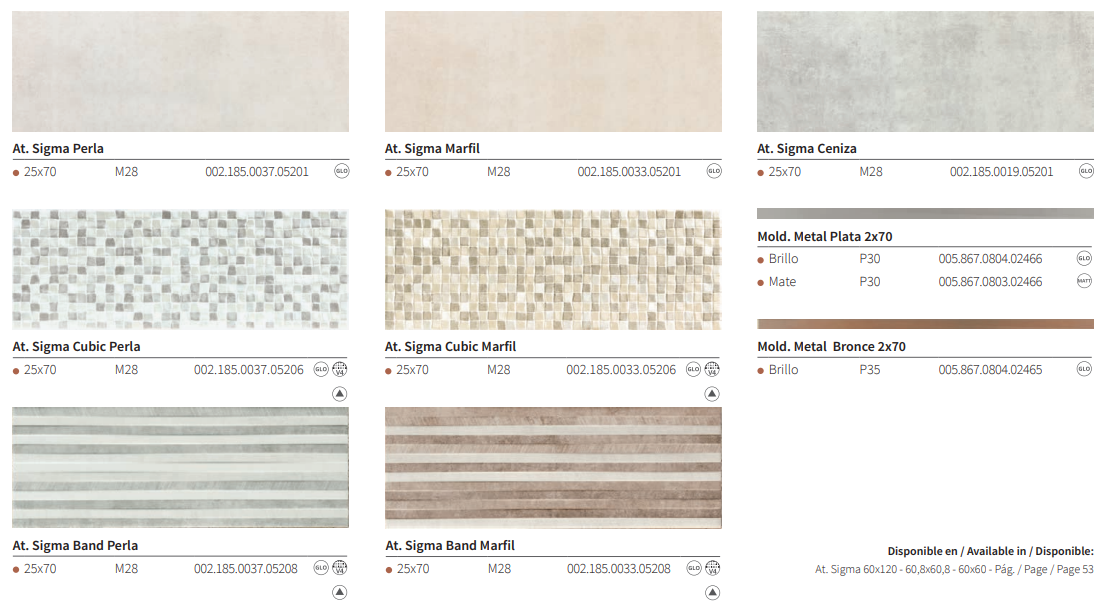 At. Sigma Perla
25x70 M28 002.185.0037.05201 GLO
At. Sigma Marfil
25x70 M28 002.185.0033.05201 GLO
At. Sigma Ceniza
25x70 M28 002.185.0019.05201 GLO
At. Sigma Cubic Perla
25x70 M28 002.185.0037.05206 GLO V4
At. Sigma Cubic Marfil
25x70 M28 002.185.0033.05206 GLO V4
Mold. Metal Plata 2x70
Brillo P30 005.867.0804.02466 GLO
Mate P30 005.867.0803.02466 MATT
Mold. Metal Bronce 2x70
Brillo P35 005.867.0804.02465 GLO
At. Sigma Band Perla
25x70 M28 002.185.0037.05208 GLO V4
At. Sigma Band Marfil
25x70 M28 002.185.0033.05208 GLO V4
Disponible en / Available in / Disponible:
At. Sigma 60x120 - 60,8x60,8 - 60x60 - Pág. / Page / Page 53